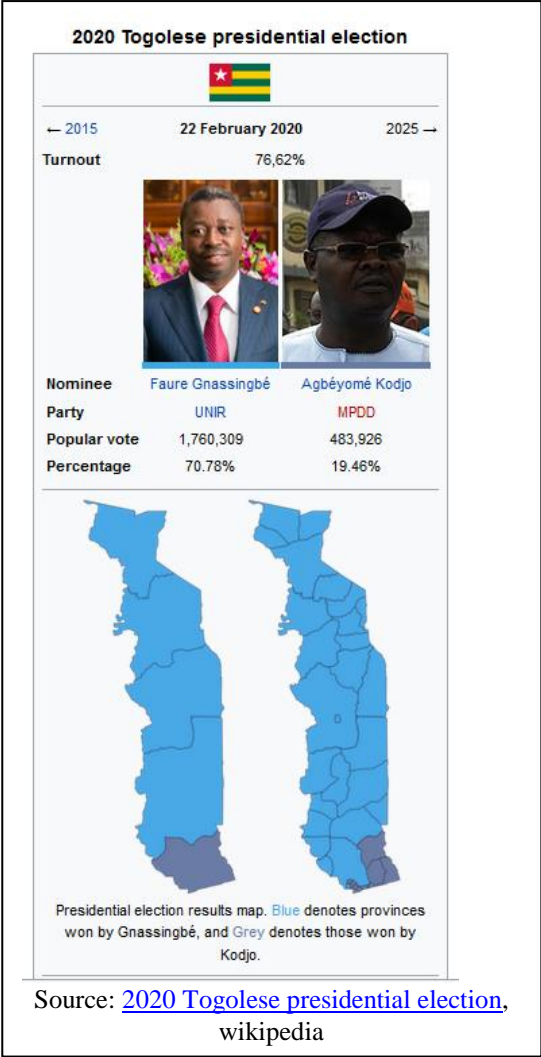 2020 Togolese presidential election
← 2015 22 February 2020 2025 →
Turnout 76,62%
Nominee Faure Gnassingbé Agbéyomé Kodjo
Party UNIR MPDD
Popular vote 1,760,309 483,926
Percentage 70.78% 19.46%
Presidential election results map. Blue denotes provinces
won by Gnassingbé, and Grey denotes those won by
Kodjo.
Source: 2020 Togolese presidential election,
wikipedia